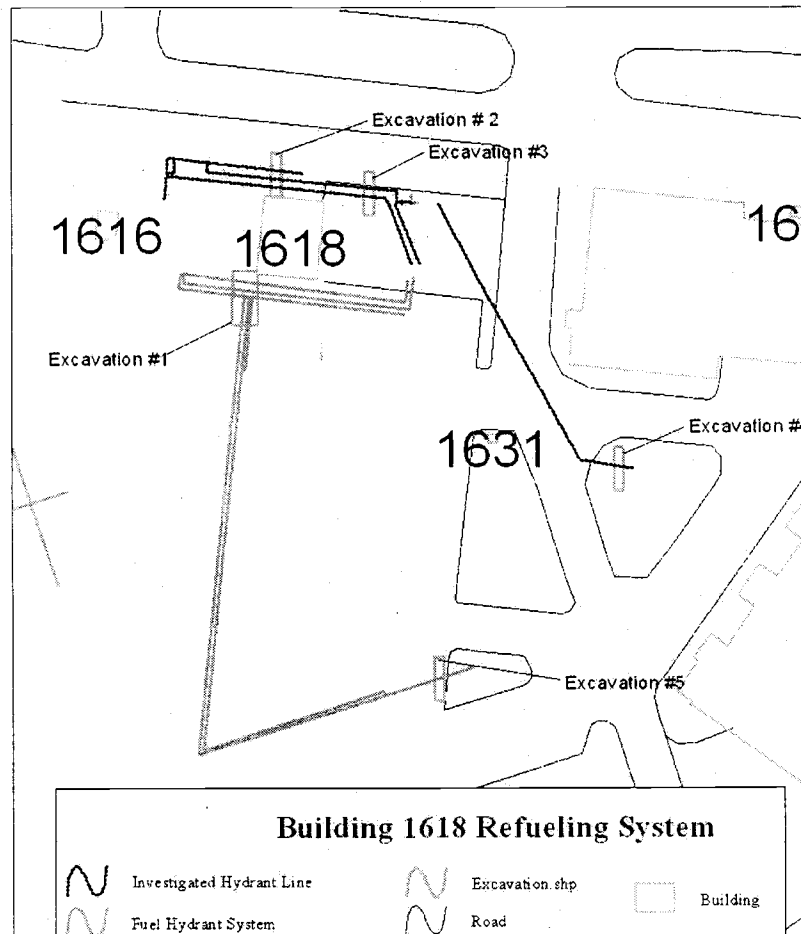 Excavation # 2
Excavation #3
1616
1618
16
Excavation #1
1631
Excavation #
Excavation #5
Building 1618 Refueling System
Investigated Hydrant Line
Excavation.shp
Building
Fuel Hydrant System
Road